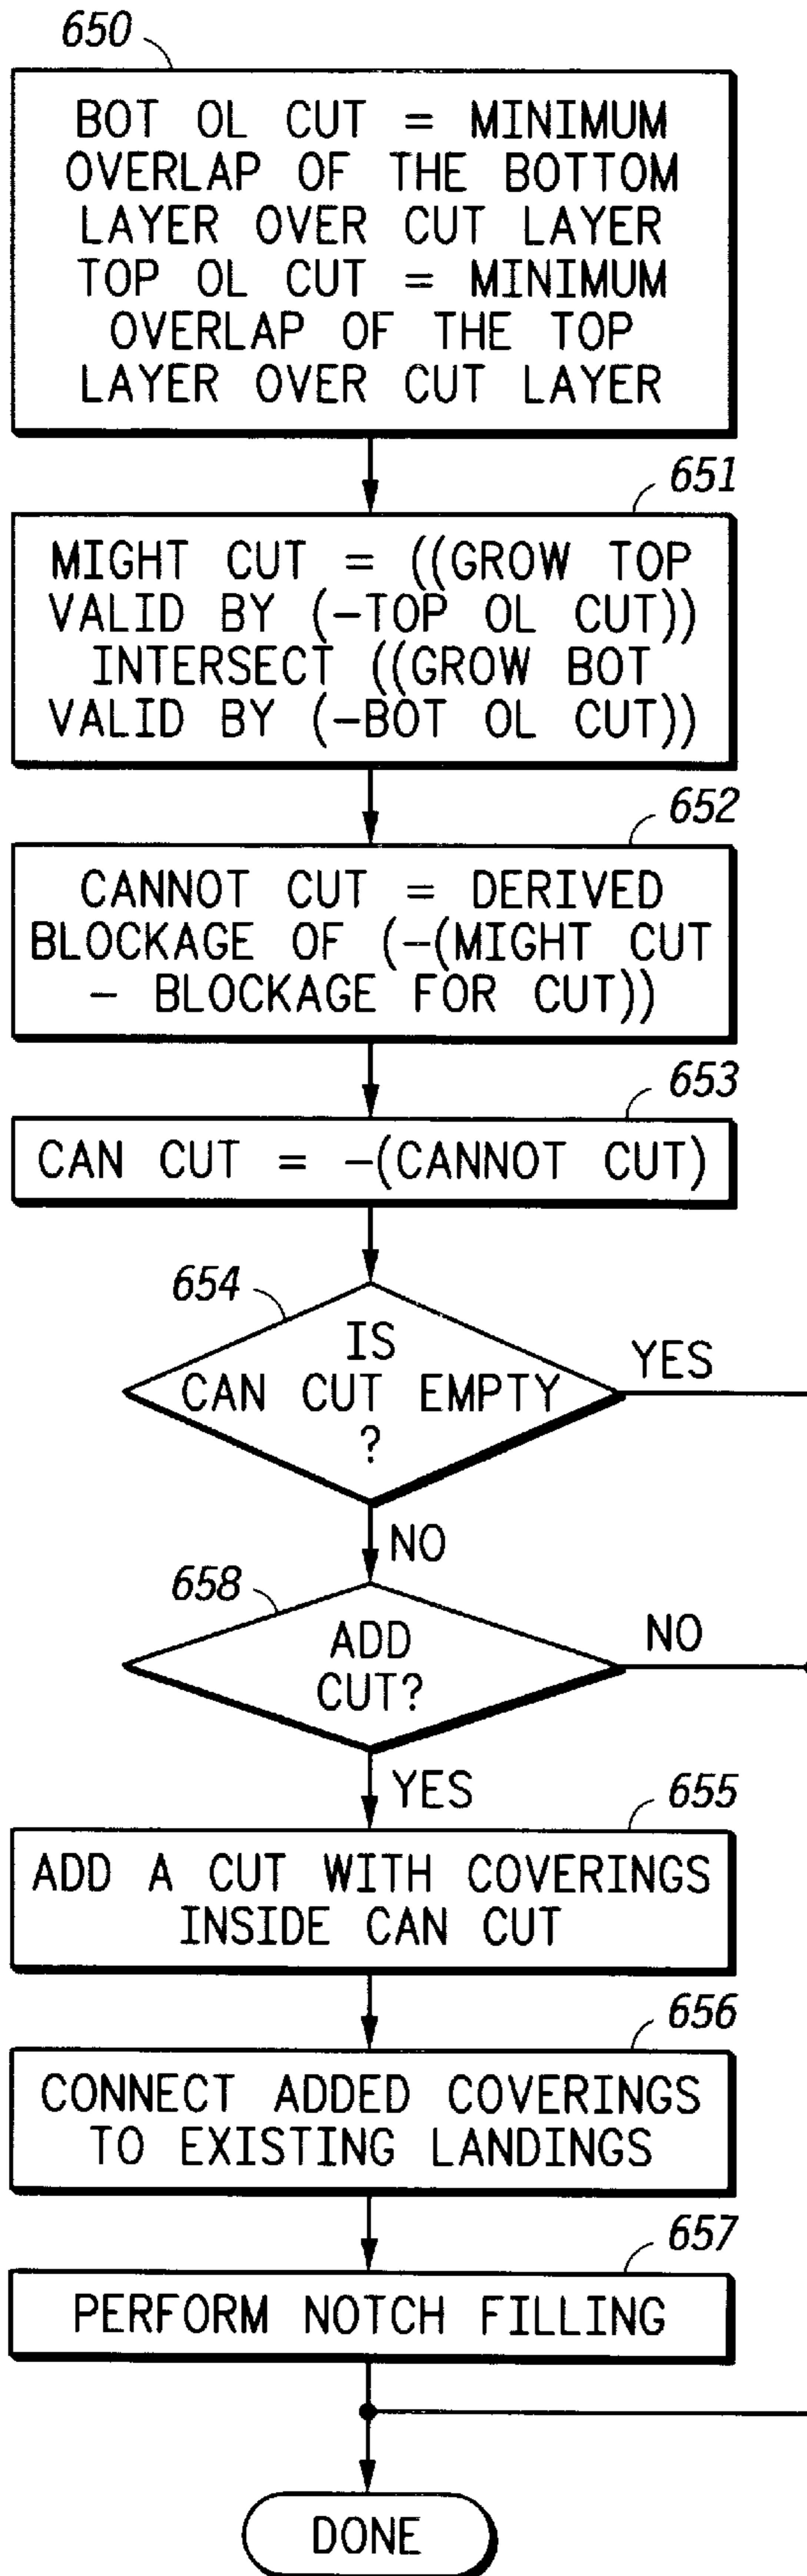 650
BOT OL CUT = MINIMUM
OVERLAP OF THE BOTTOM
LAYER OVER CUT LAYER
TOP OL CUT = MINIMUM
OVERLAP OF THE TOP
LAYER OVER CUT LAYER
651
MIGHT CUT = ((GROW TOP
VALID BY (-TOP OL CUT))
INTERSECT ((GROW BOT
VALID BY (-BOT OL CUT))
652
CANNOT CUT = DERIVED
BLOCKAGE OF (-(MIGHT CUT
- BLOCKAGE FOR CUT))
653
CAN CUT = -(CANNOT CUT)
654
IS
CAN CUT EMPTY
?
YES
NO
658
ADD
CUT?
NO
YES
655
ADD A CUT WITH COVERINGS
INSIDE CAN CUT
656
CONNECT ADDED COVERINGS
TO EXISTING LANDINGS
657
PERFORM NOTCH FILLING
DONE